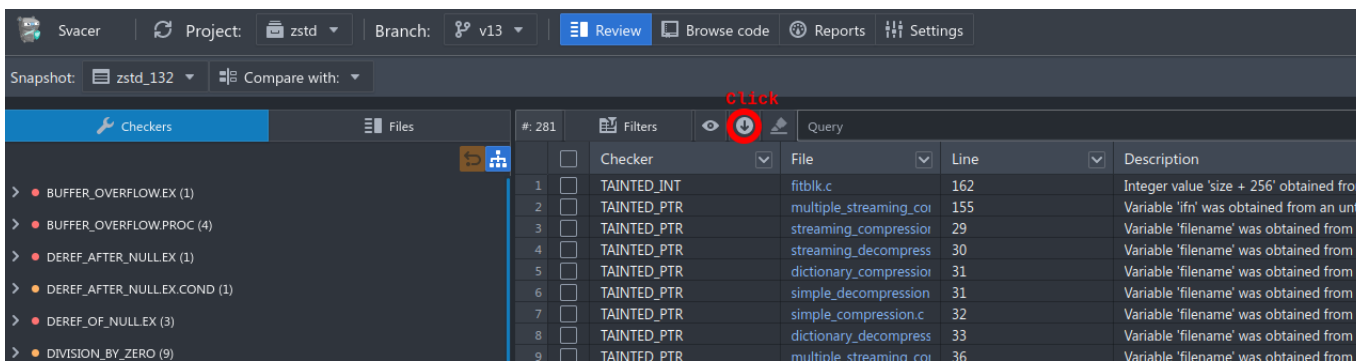 Svacer Project: zstd Branch: v13 Review Browse code Reports Settings
Snapshot: zstd_132 Compare with:
Click
Checkers Files #: 281 Filters Query
Checker File Line Description
BUFFER_OVERFLOW.EX (1)
BUFFER_OVERFLOW.PROC (4)
DEREF_AFTER_NULL.EX (1)
DEREF_AFTER_NULL.EX.COND (1)
DEREF_OF_NULL.EX (3)
DIVISION_BY_ZERO (9)
1 TAINTED_INT fitblk.c 162 Integer value 'size + 256' obtained fro
2 TAINTED_PTR multiple_streaming_co 155 Variable 'ifn' was obtained from an unt
3 TAINTED_PTR streaming_compression 29 Variable 'filename' was obtained from
4 TAINTED_PTR streaming_decompress 30 Variable 'filename' was obtained from
5 TAINTED_PTR dictionary_compression 31 Variable 'filename' was obtained from
6 TAINTED_PTR simple_decompression 31 Variable 'filename' was obtained from
7 TAINTED_PTR simple_compression.c 32 Variable 'filename' was obtained from
8 TAINTED_PTR dictionary_decompress 33 Variable 'filename' was obtained from
9 TAINTED_PTR multiple_streaming_co 36 Variable 'filename' was obtained from